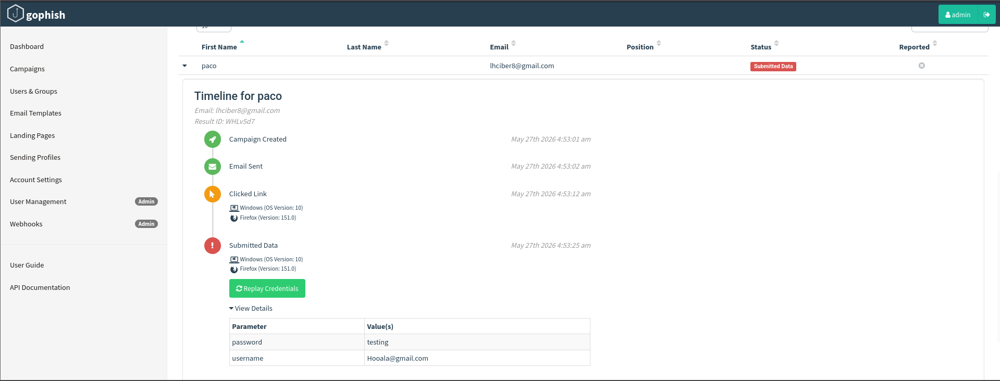 gophish
admin
Dashboard
Campaigns
Users & Groups
Email Templates
Landing Pages
Sending Profiles
Account Settings
User Management Admin
Webhooks Admin
User Guide
API Documentation
First Name Last Name Email Position Status Reported
paco lhciber8@gmail.com Submitted Data
Timeline for paco
Email: lhciber8@gmail.com
Result ID: WHLv5d7
Campaign Created May 27th 2026 4:53:01 am
Email Sent May 27th 2026 4:53:02 am
Clicked Link May 27th 2026 4:53:12 am
Windows (OS Version: 10)
Firefox (Version: 151.0)
Submitted Data May 27th 2026 4:53:25 am
Windows (OS Version: 10)
Firefox (Version: 151.0)
Replay Credentials
View Details
Parameter Value(s)
password testing
username Hooala@gmail.com